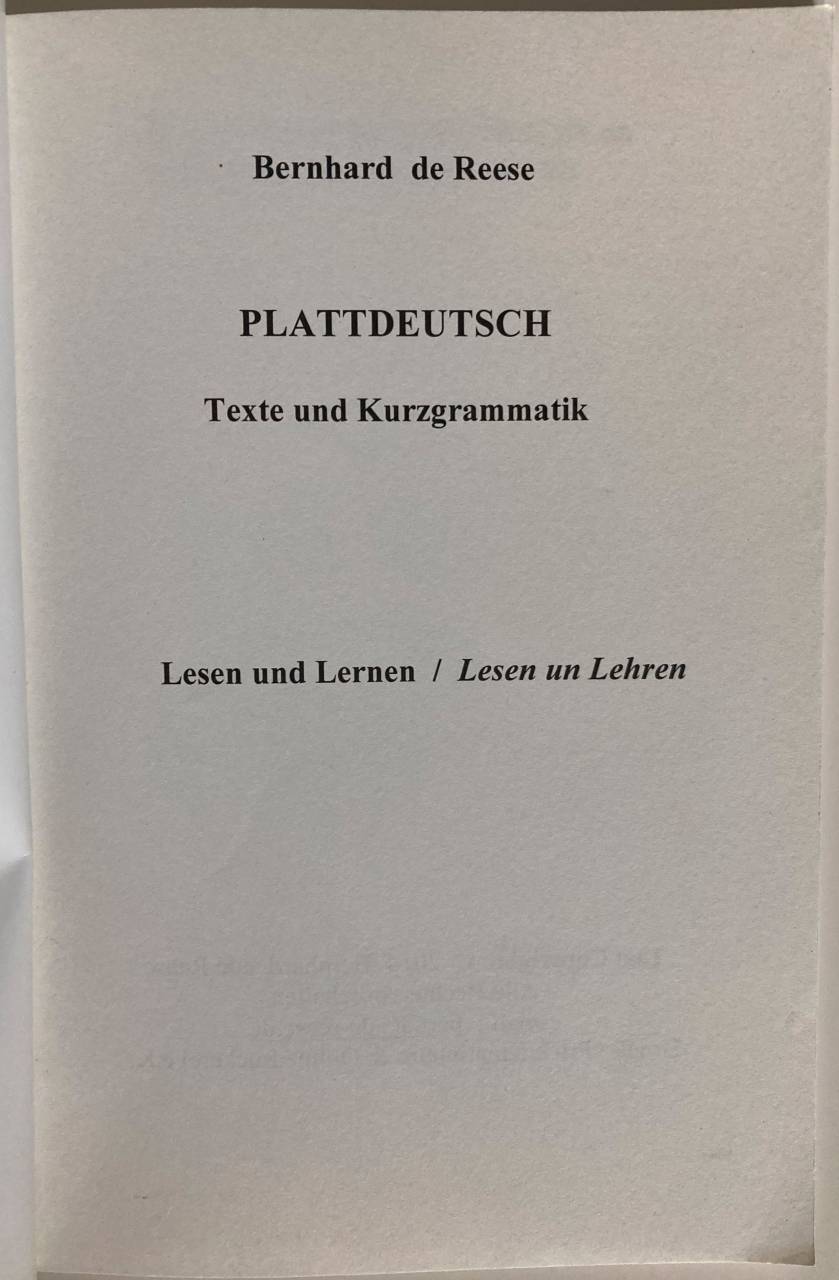 Bernhard de Reese
PLATTDEUTSCH
Texte und Kurzgrammatik
Lesen und Lernen / Lesen un Lehren